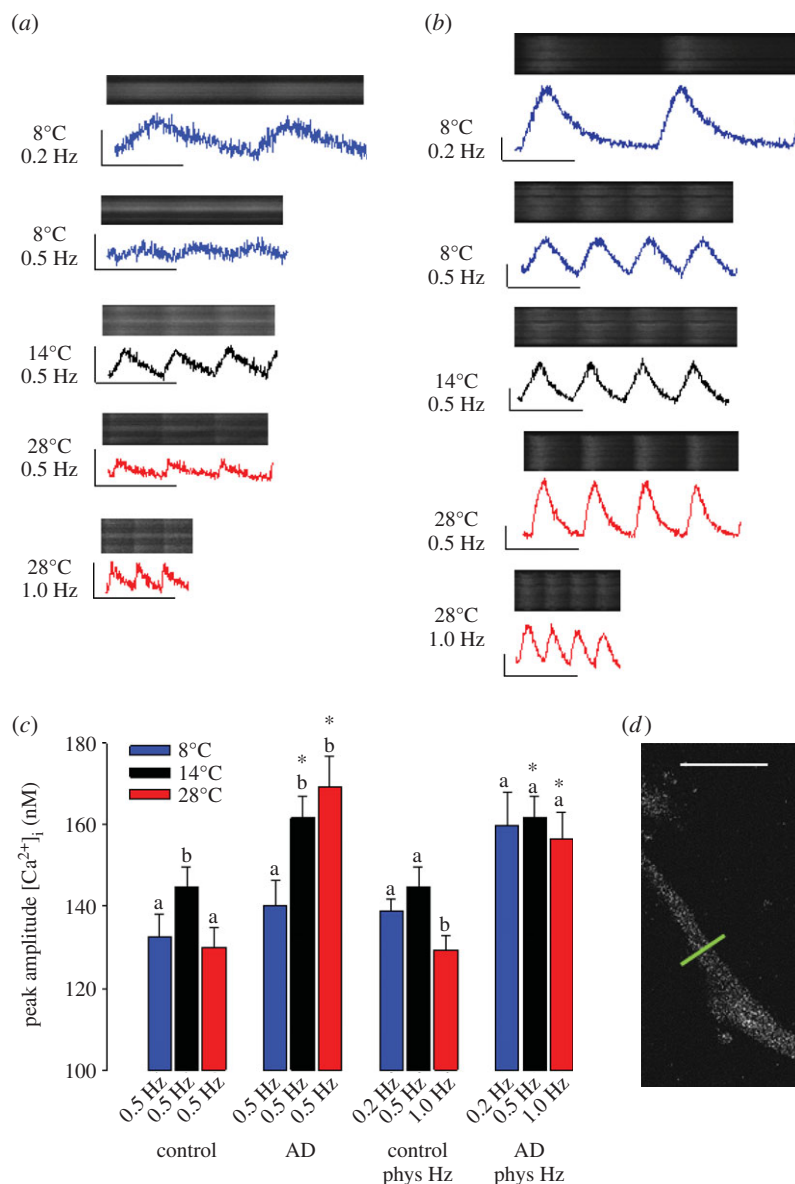 (a)
8°C
0.2 Hz
8°C
0.5 Hz
14°C
0.5 Hz
28°C
0.5 Hz
28°C
1.0 Hz
(b)
8°C
0.2 Hz
8°C
0.5 Hz
14°C
0.5 Hz
28°C
0.5 Hz
28°C
1.0 Hz
(c)
peak amplitude [Ca²⁺]ᵢ (nM)
180
160
140
120
100
8°C
14°C
28°C
a b a
a * b * b
a a b
a * a * a
0.5 Hz 0.5 Hz 0.5 Hz
control
0.5 Hz 0.5 Hz 0.5 Hz
AD
0.2 Hz 0.5 Hz 1.0 Hz
control
phys Hz
0.2 Hz 0.5 Hz 1.0 Hz
AD
phys Hz
(d)